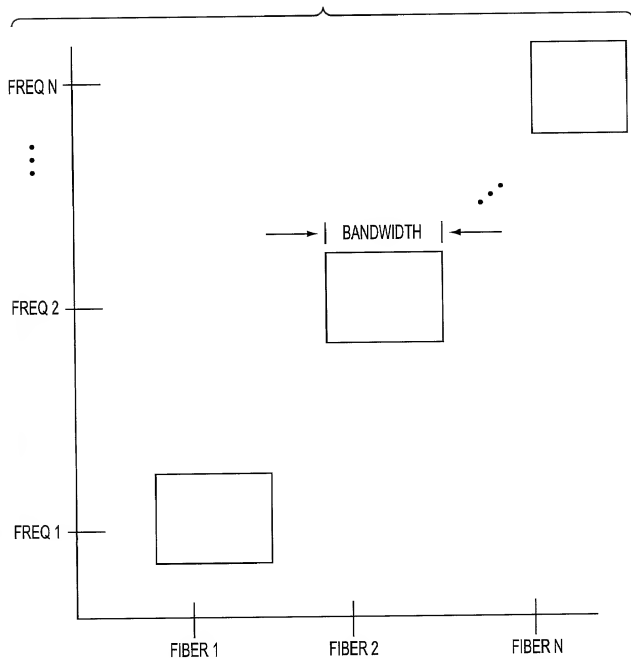 FREQ N
BANDWIDTH
FREQ 2
FREQ 1
FIBER 1
FIBER 2
FIBER N